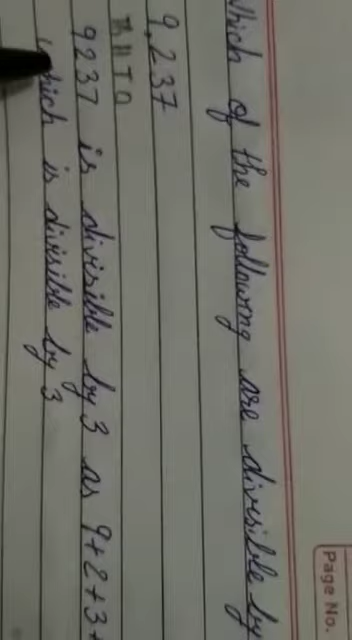 Page No.
which of the following are divisible by
9,237
TH H T O
9237 is divisible by 3 as 9+2+3+
which is divisible by 3